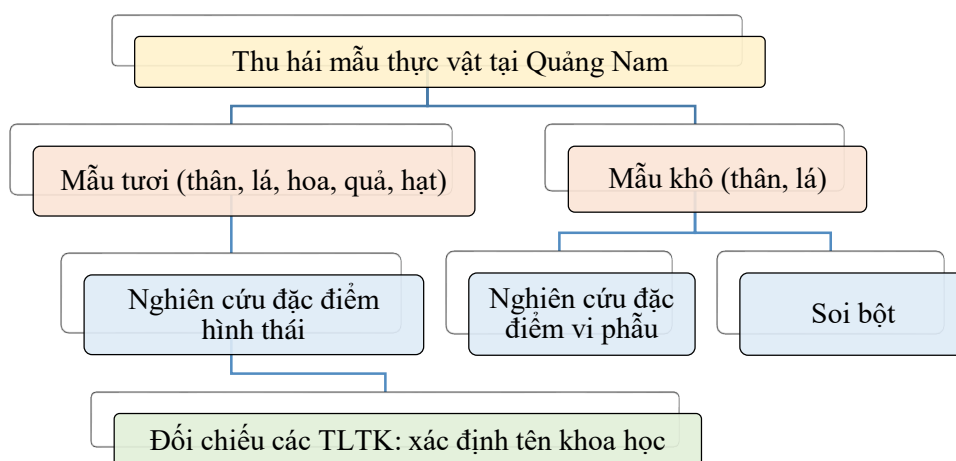 Thu hái mẫu thực vật tại Quảng Nam
Mẫu tươi (thân, lá, hoa, quả, hạt)
Mẫu khô (thân, lá)
Nghiên cứu đặc điểm
hình thái
Nghiên cứu đặc
điểm vi phẫu
Soi bột
Đối chiếu các TLTK: xác định tên khoa học